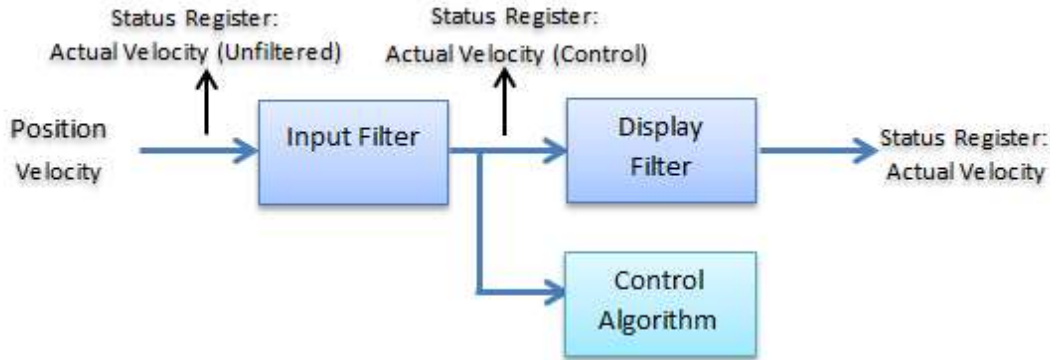 Status Register:
Actual Velocity (Unfiltered)
Status Register:
Actual Velocity (Control)
Position
Velocity
Input Filter
Display
Filter
Status Register:
Actual Velocity
Control
Algorithm